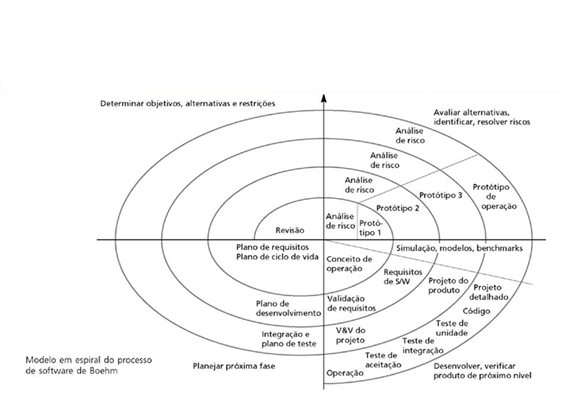 Determinar objetivos, alternativas e restrições
Avaliar alternativas,
identificar, resolver riscos
Análise
de risco
Análise
de risco
Análise
de risco
Protótipo
de operação
Protótipo 3
Protótipo 2
Análise
de risco
Protó-
tipo 1
Revisão
Plano de requisitos
Plano de ciclo de vida
Simulação, modelos, benchmarks
Conceito de
operação
Requisitos
de S/W
Projeto do
produto
Projeto
detalhado
Plano de
desenvolvimento
Validação
de requisitos
Código
Integração e
plano de teste
V&V do
projeto
Teste de
unidade
Teste de
integração
Teste de
aceitação
Operação
Modelo em espiral do processo
de software de Boehm
Planejar próxima fase
Desenvolver, verificar
produto de próximo nível